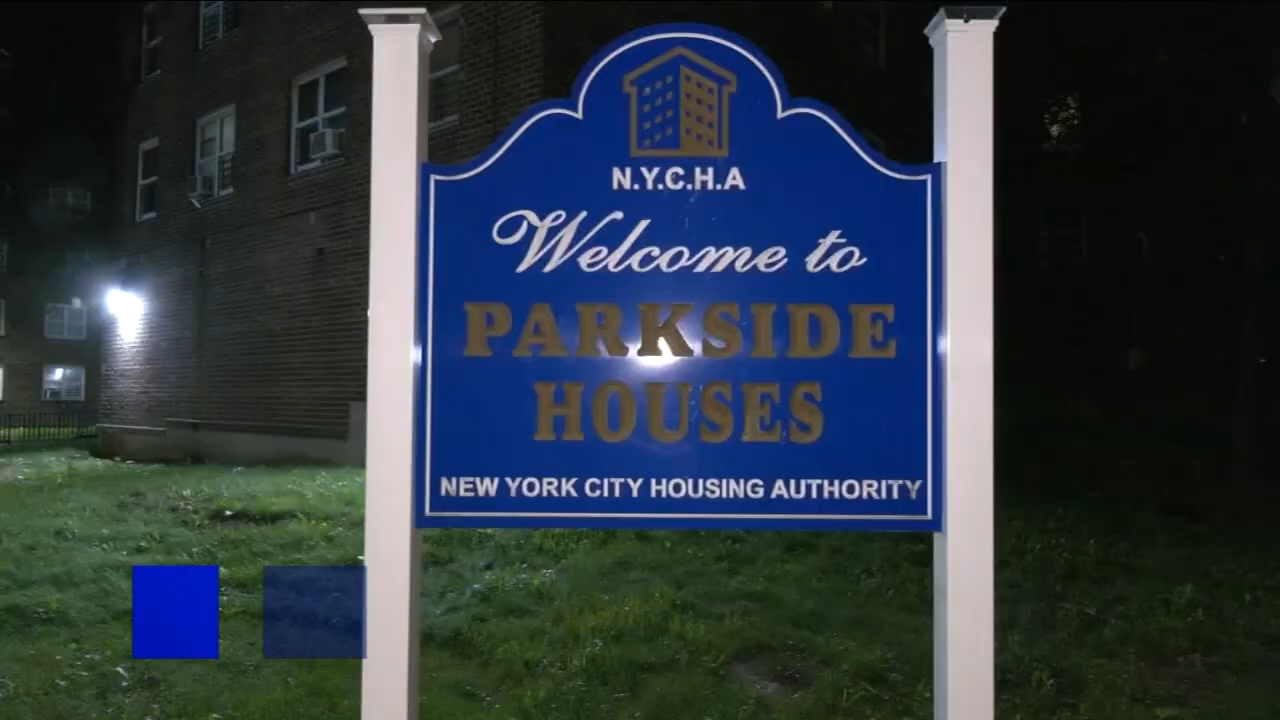 N.Y.C.H.A
Welcome to
PARKSIDE
HOUSES
NEW YORK CITY HOUSING AUTHORITY